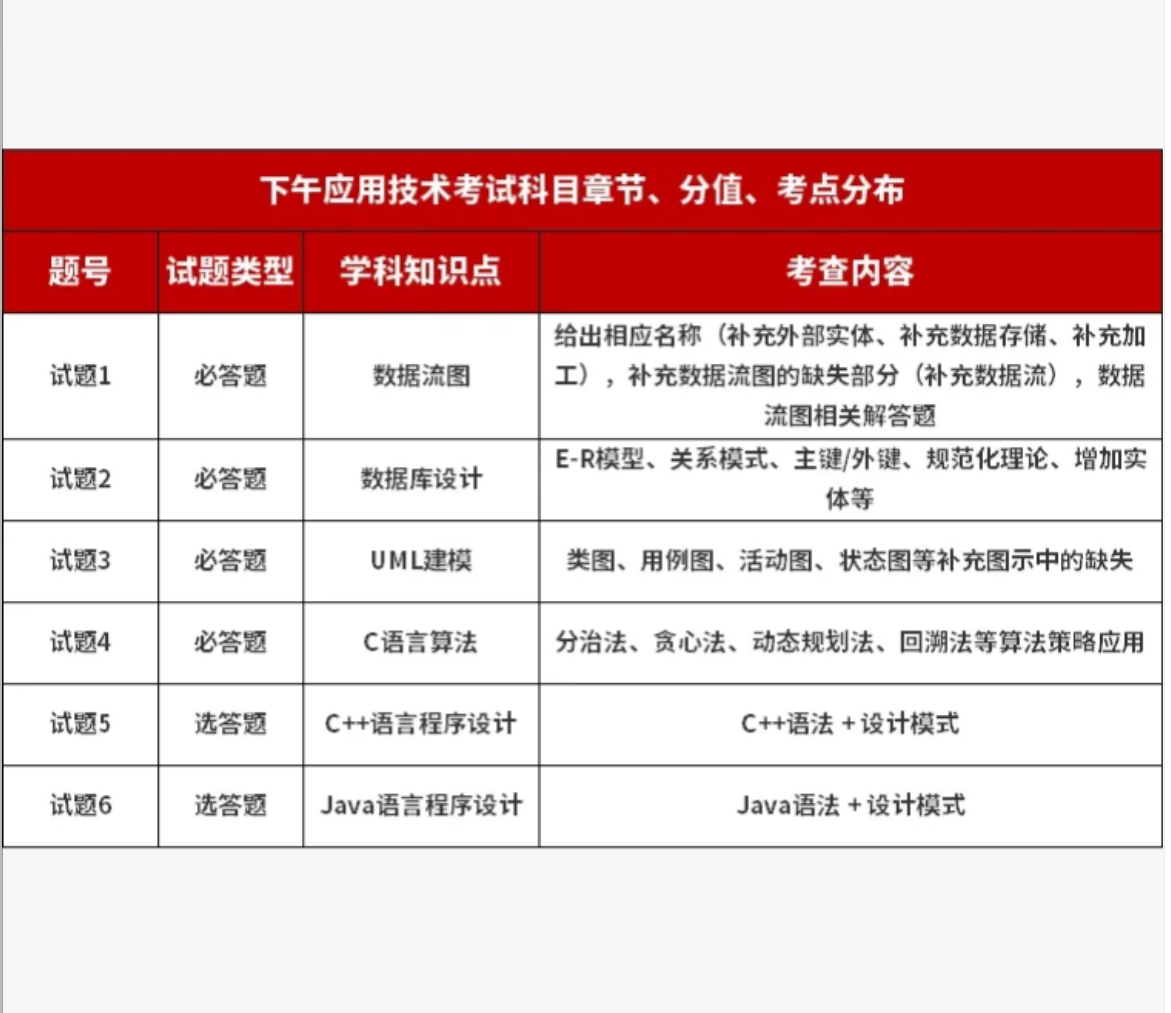 下午应用技术考试科目章节、分值、考点分布
题号 试题类型 学科知识点 考查内容
试题1 必答题 数据流图 给出相应名称（补充外部实体、补充数据存储、补充加
工），补充数据流图的缺失部分（补充数据流），数据
流图相关解答题
试题2 必答题 数据库设计 E-R模型、关系模式、主键/外键、规范化理论、增加实
体等
试题3 必答题 UML建模 类图、用例图、活动图、状态图等补充图示中的缺失
试题4 必答题 C语言算法 分治法、贪心法、动态规划法、回溯法等算法策略应用
试题5 选答题 C++语言程序设计 C++语法 + 设计模式
试题6 选答题 Java语言程序设计 Java语法 + 设计模式